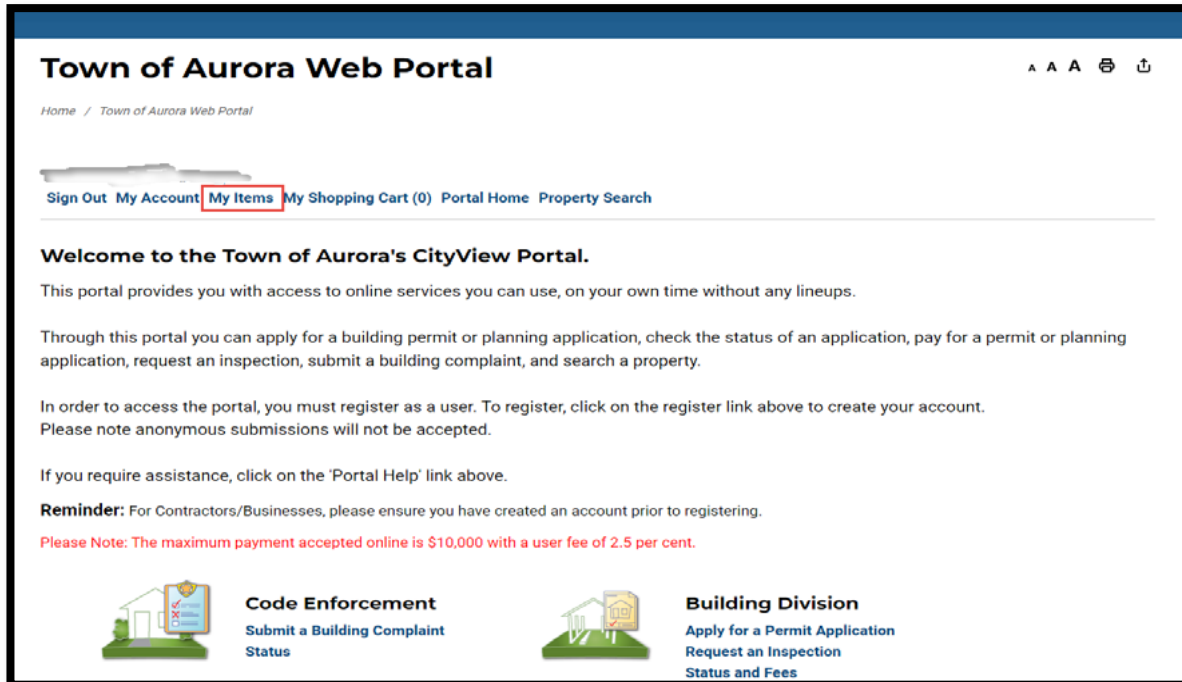 Town of Aurora Web Portal
A A A
Home / Town of Aurora Web Portal
Sign Out My Account My Items My Shopping Cart (0) Portal Home Property Search
Welcome to the Town of Aurora's CityView Portal.
This portal provides you with access to online services you can use, on your own time without any lineups.
Through this portal you can apply for a building permit or planning application, check the status of an application, pay for a permit or planning
application, request an inspection, submit a building complaint, and search a property.
In order to access the portal, you must register as a user. To register, click on the register link above to create your account.
Please note anonymous submissions will not be accepted.
If you require assistance, click on the 'Portal Help' link above.
Reminder: For Contractors/Businesses, please ensure you have created an account prior to registering.
Please Note: The maximum payment accepted online is $10,000 with a user fee of 2.5 per cent.
Code Enforcement
Submit a Building Complaint
Status
Building Division
Apply for a Permit Application
Request an Inspection
Status and Fees